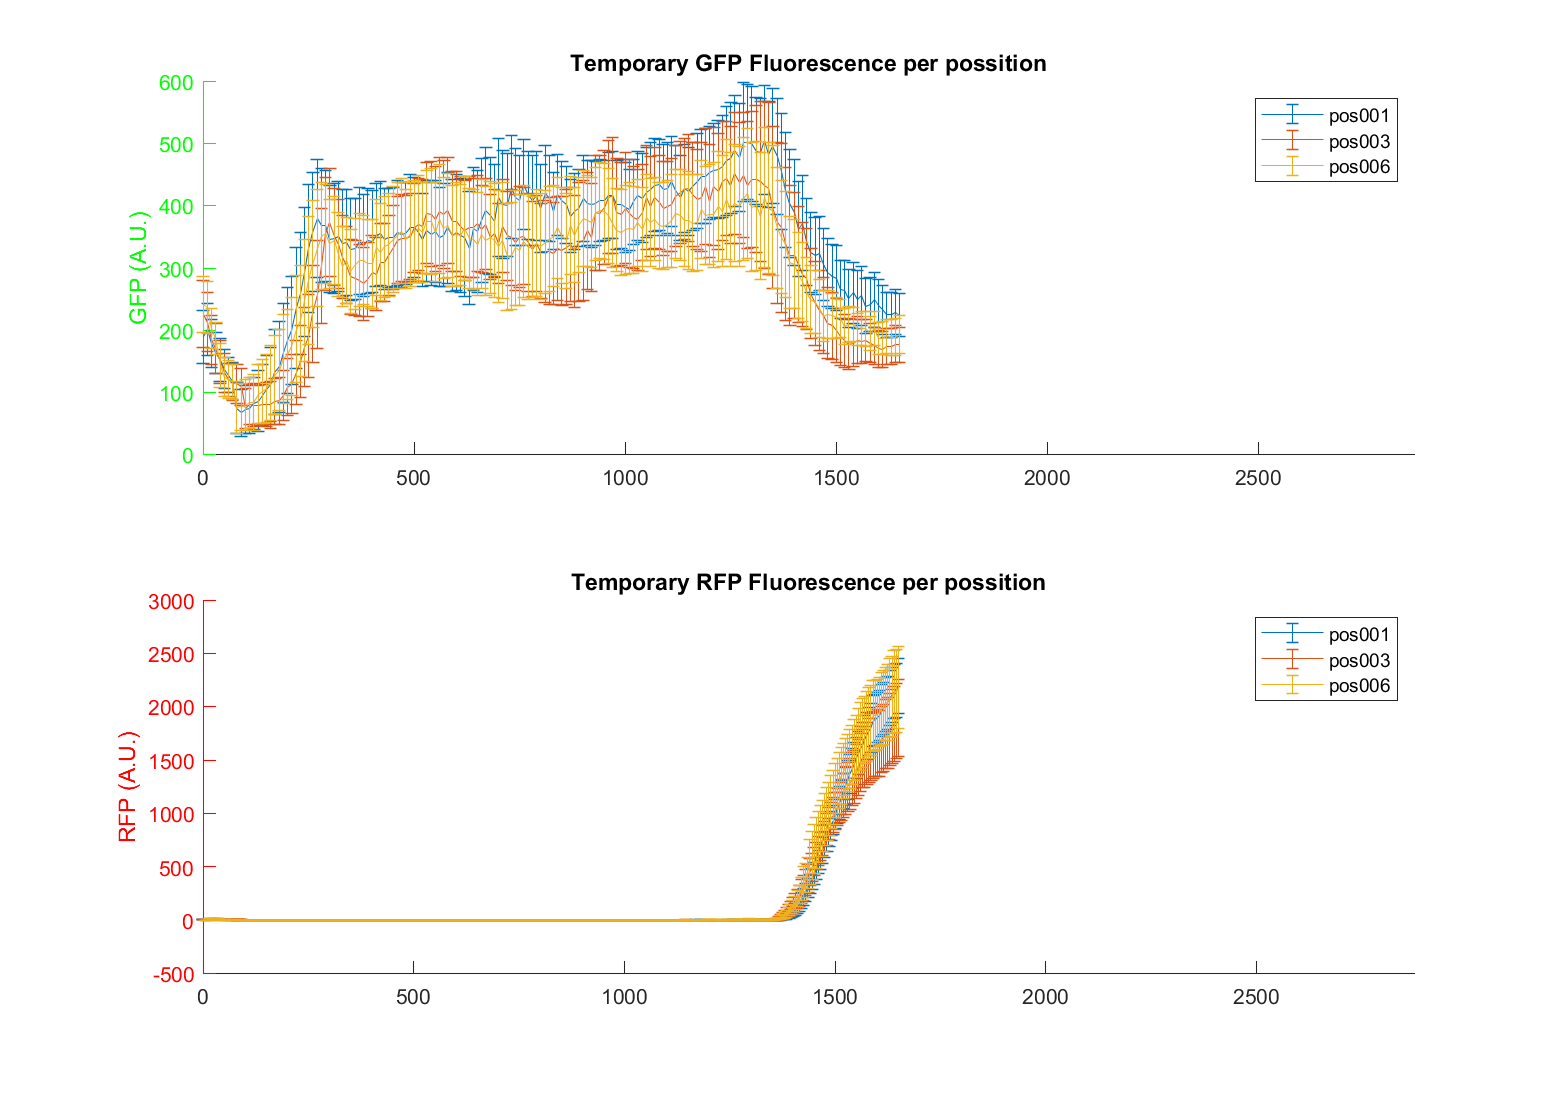 Temporary GFP Fluorescence per possition
GFP (A.U.)
600
500
400
300
200
100
0
0 500 1000 1500 2000 2500
pos001
pos003
pos006
Temporary RFP Fluorescence per possition
RFP (A.U.)
3000
2500
2000
1500
1000
500
0
-500
0 500 1000 1500 2000 2500
pos001
pos003
pos006